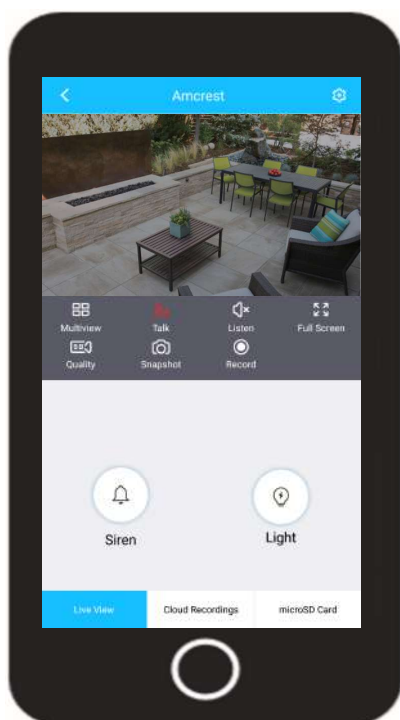 Amcrest
Multiview Talk Listen Full Screen
Quality Snapshot Record
Siren Light
Live View Cloud Recordings microSD Card